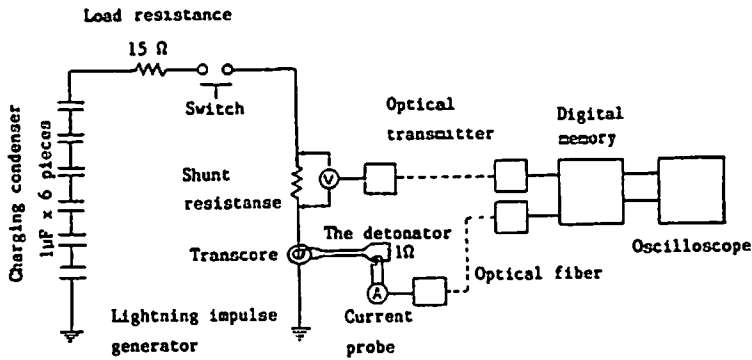 Load resistance
15 Ω
Switch
Charging condenser
1μF x 6 pieces
Optical
transmitter
Digital
memory
Shunt
resistanse
V
Transcore
The detonator
1Ω
Oscilloscope
Optical fiber
A
Lightning impulse
generator
Current
probe